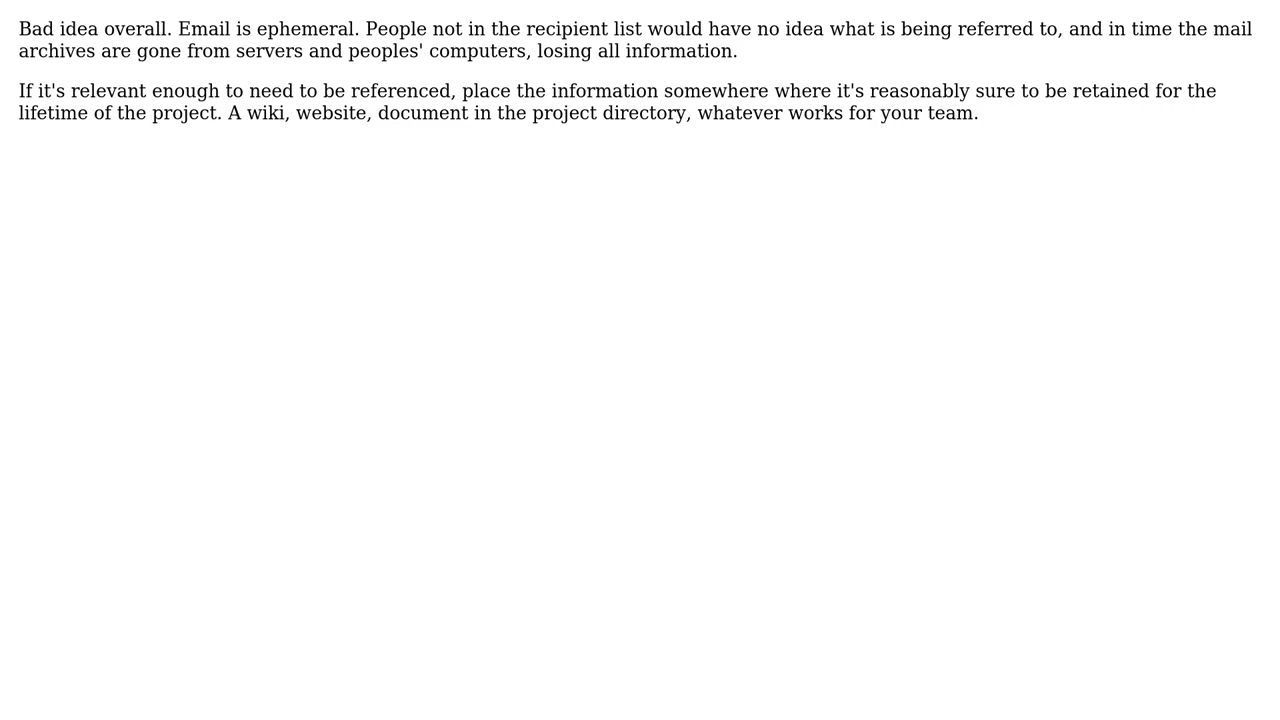 Bad idea overall. Email is ephemeral. People not in the recipient list would have no idea what is being referred to, and in time the mail
archives are gone from servers and peoples' computers, losing all information.
If it's relevant enough to need to be referenced, place the information somewhere where it's reasonably sure to be retained for the
lifetime of the project. A wiki, website, document in the project directory, whatever works for your team.